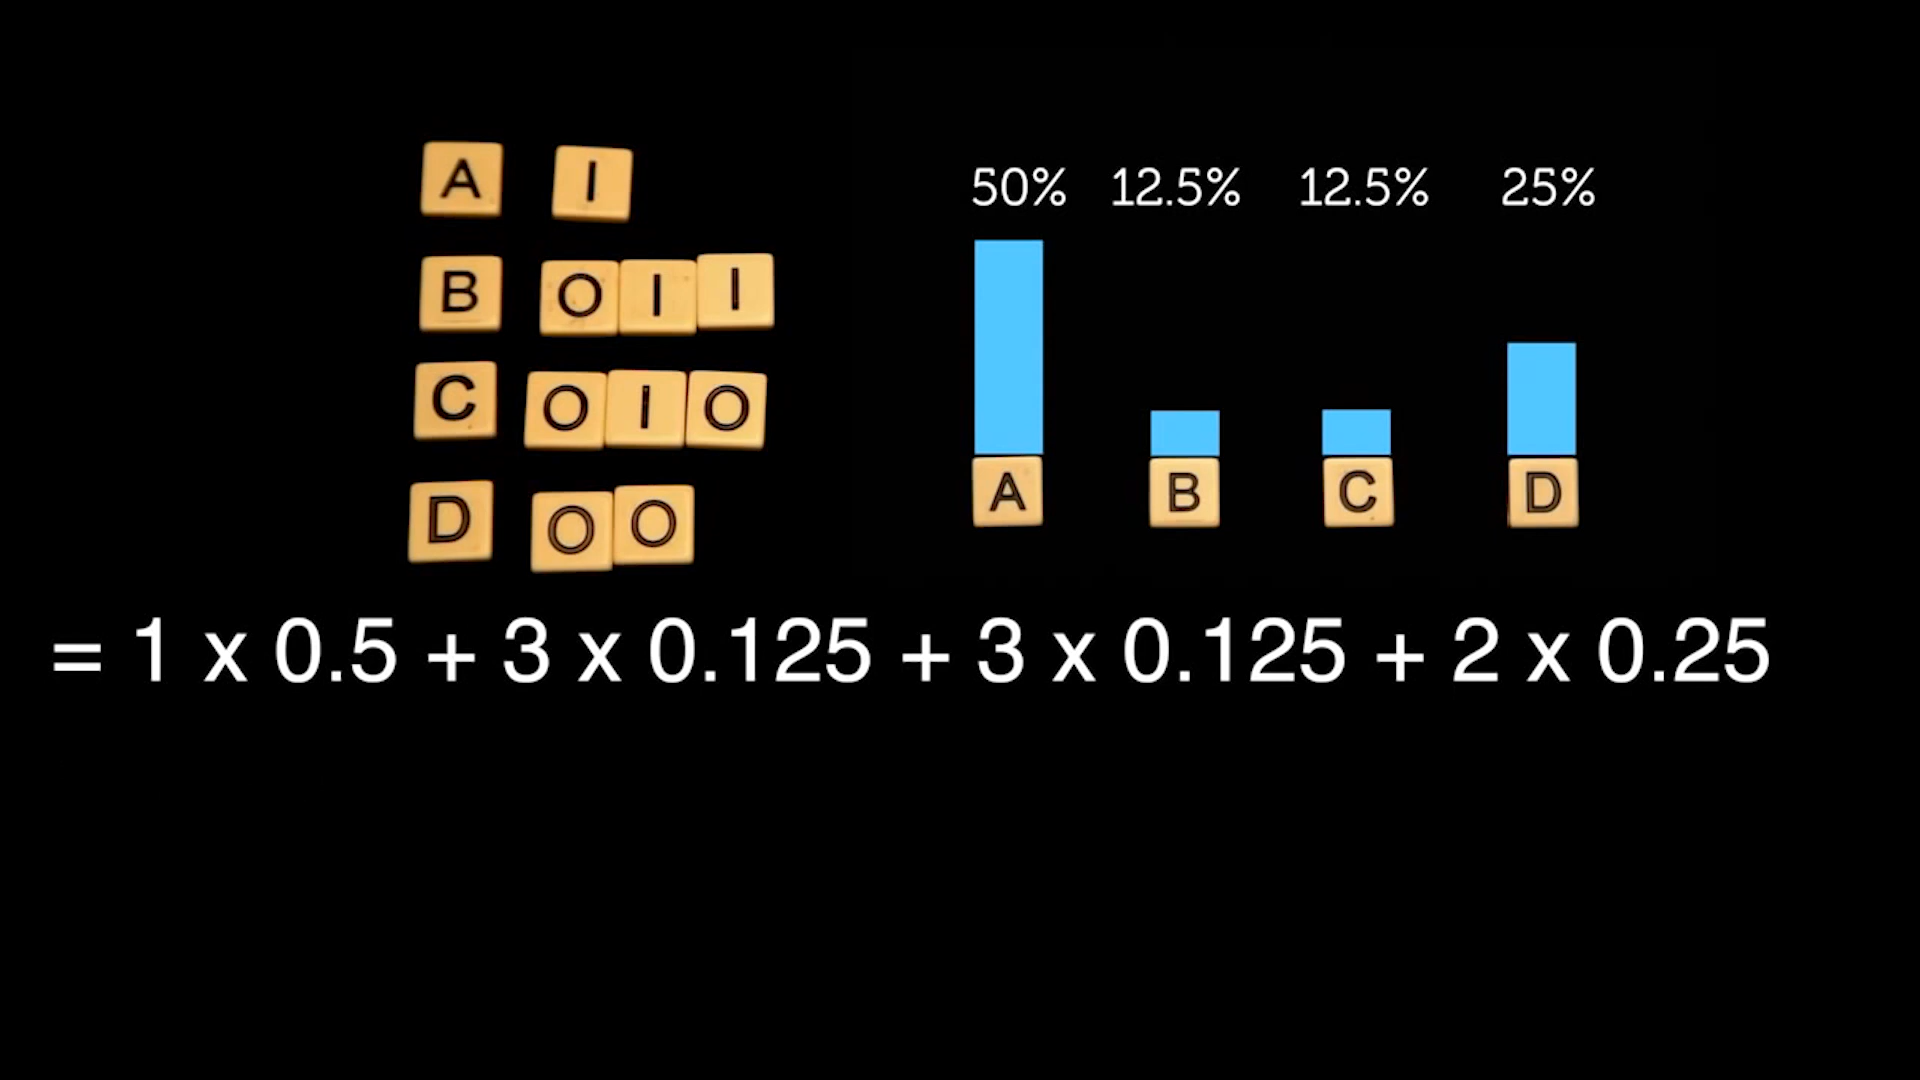 A I
B O I I
C O I O
D O O
50% 12.5% 12.5% 25%
A B C D
= 1 x 0.5 + 3 x 0.125 + 3 x 0.125 + 2 x 0.25